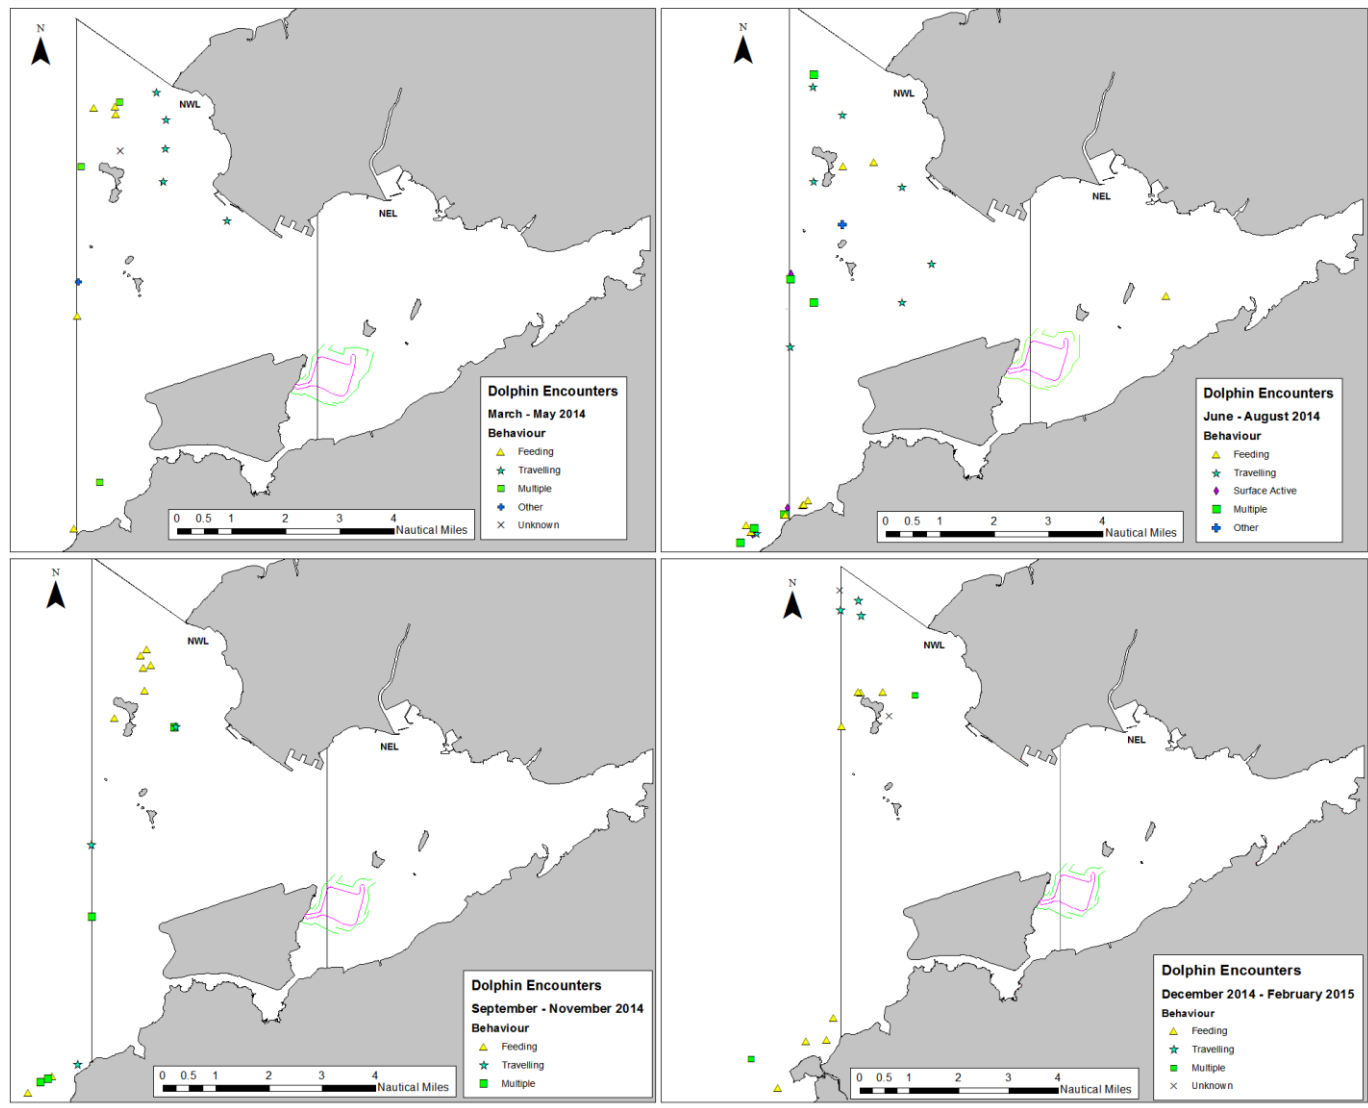 N
NWL
NEL
Dolphin Encounters
March - May 2014
Behaviour
Feeding
Travelling
Multiple
Other
Unknown
0 0.5 1 2 3 4
Nautical Miles
N
NWL
NEL
Dolphin Encounters
June - August 2014
Behaviour
Feeding
Travelling
Surface Active
Multiple
Other
0 0.5 1 2 3 4
Nautical Miles
N
NWL
NEL
Dolphin Encounters
September - November 2014
Behaviour
Feeding
Travelling
Multiple
0 0.5 1 2 3 4
Nautical Miles
N
NWL
NEL
Dolphin Encounters
December 2014 - February 2015
Behaviour
Feeding
Travelling
Multiple
Unknown
0 0.5 1 2 3 4
Nautical Miles